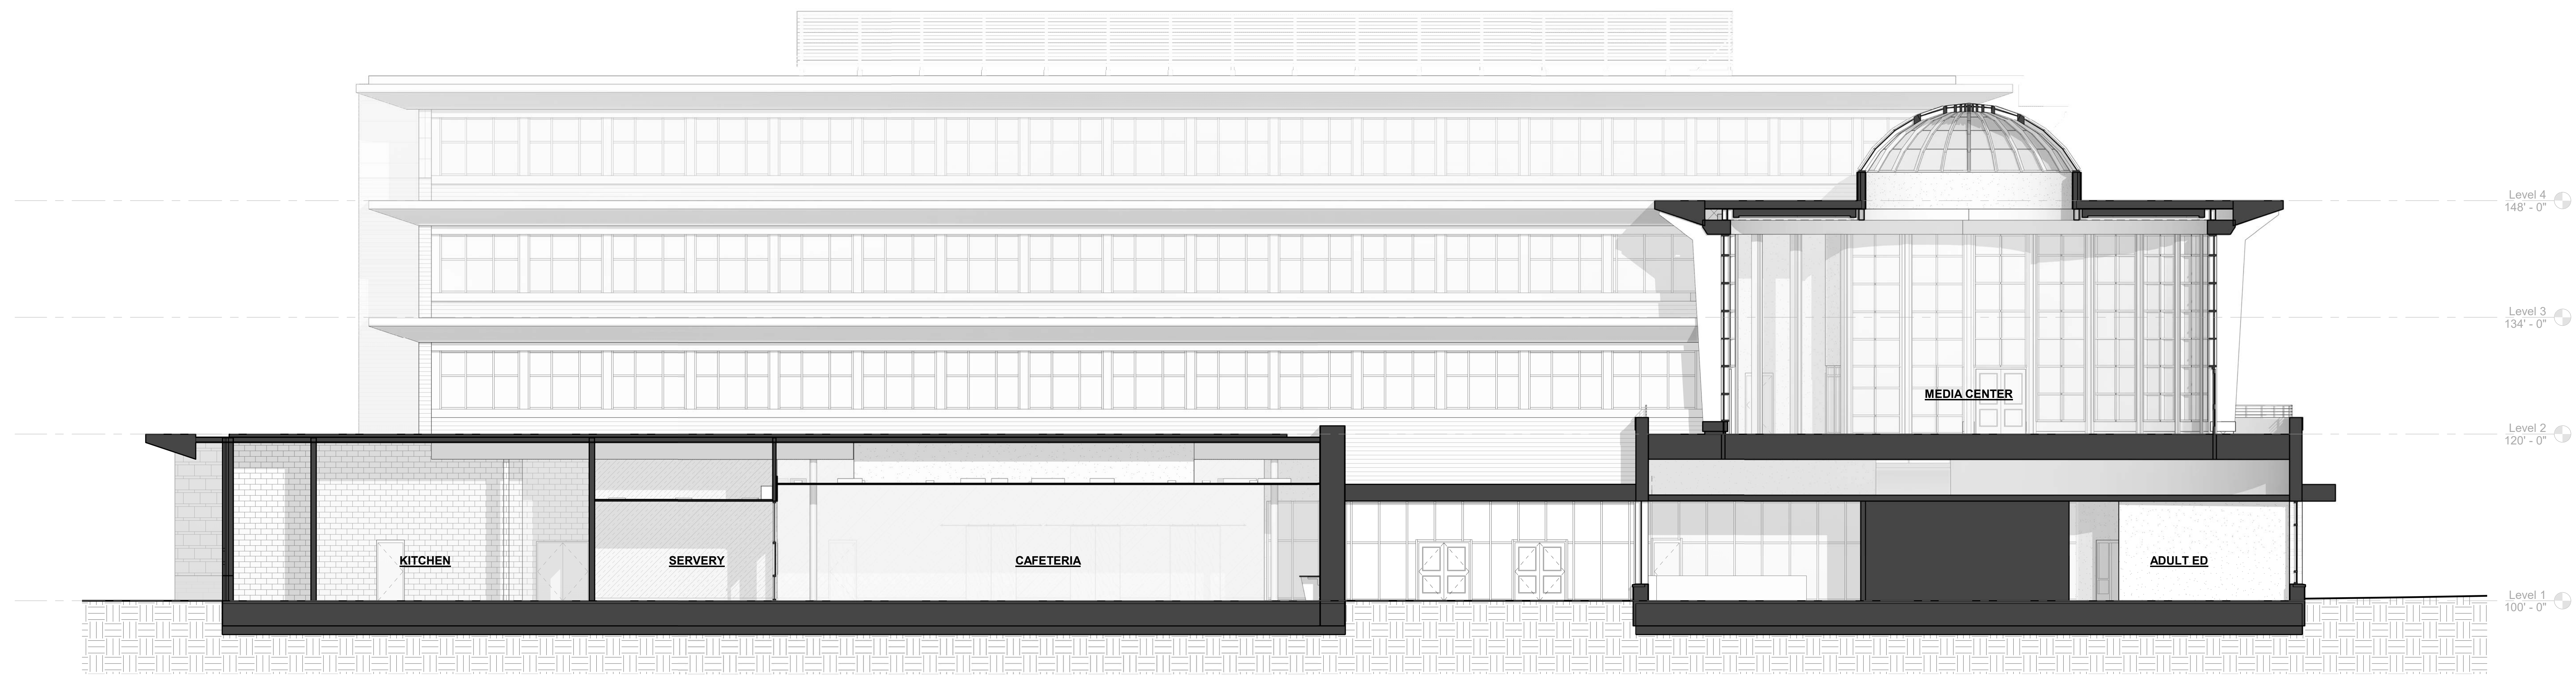 Level 4
148' - 0"
Level 3
134' - 0"
MEDIA CENTER
Level 2
120' - 0"
KITCHEN
SERVERY
CAFETERIA
ADULT ED
Level 1
100' - 0"